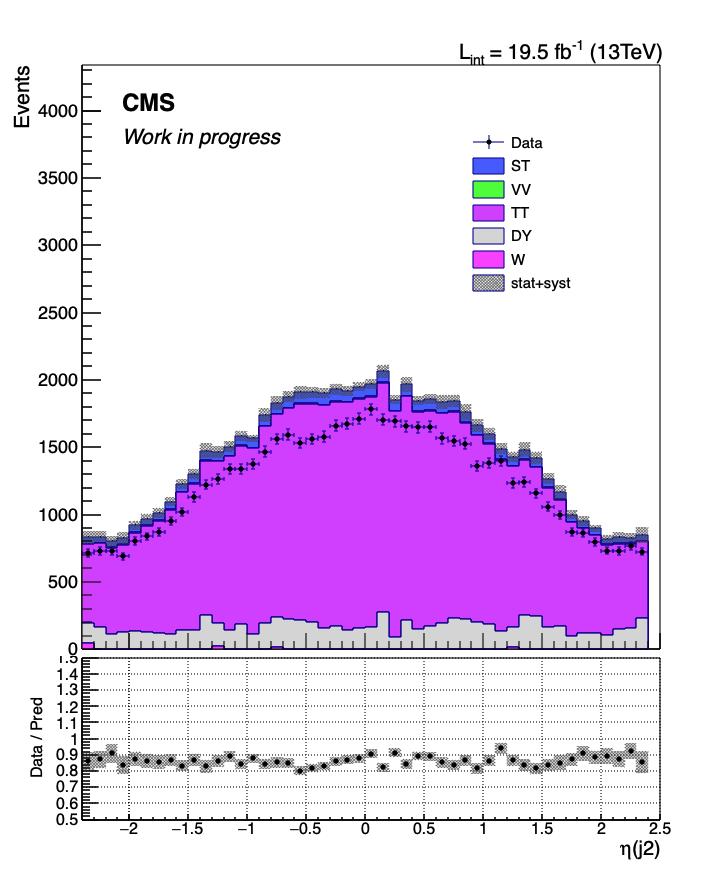 L_int = 19.5 fb^-1 (13TeV)
Events
CMS
Work in progress
Data
ST
VV
TT
DY
W
stat+syst
4000
3500
3000
2500
2000
1500
1000
500
0
Data / Pred
1.5
1.4
1.3
1.2
1.1
1
0.9
0.8
0.7
0.6
0.5
−2 −1.5 −1 −0.5 0 0.5 1 1.5 2 2.5
η(j2)